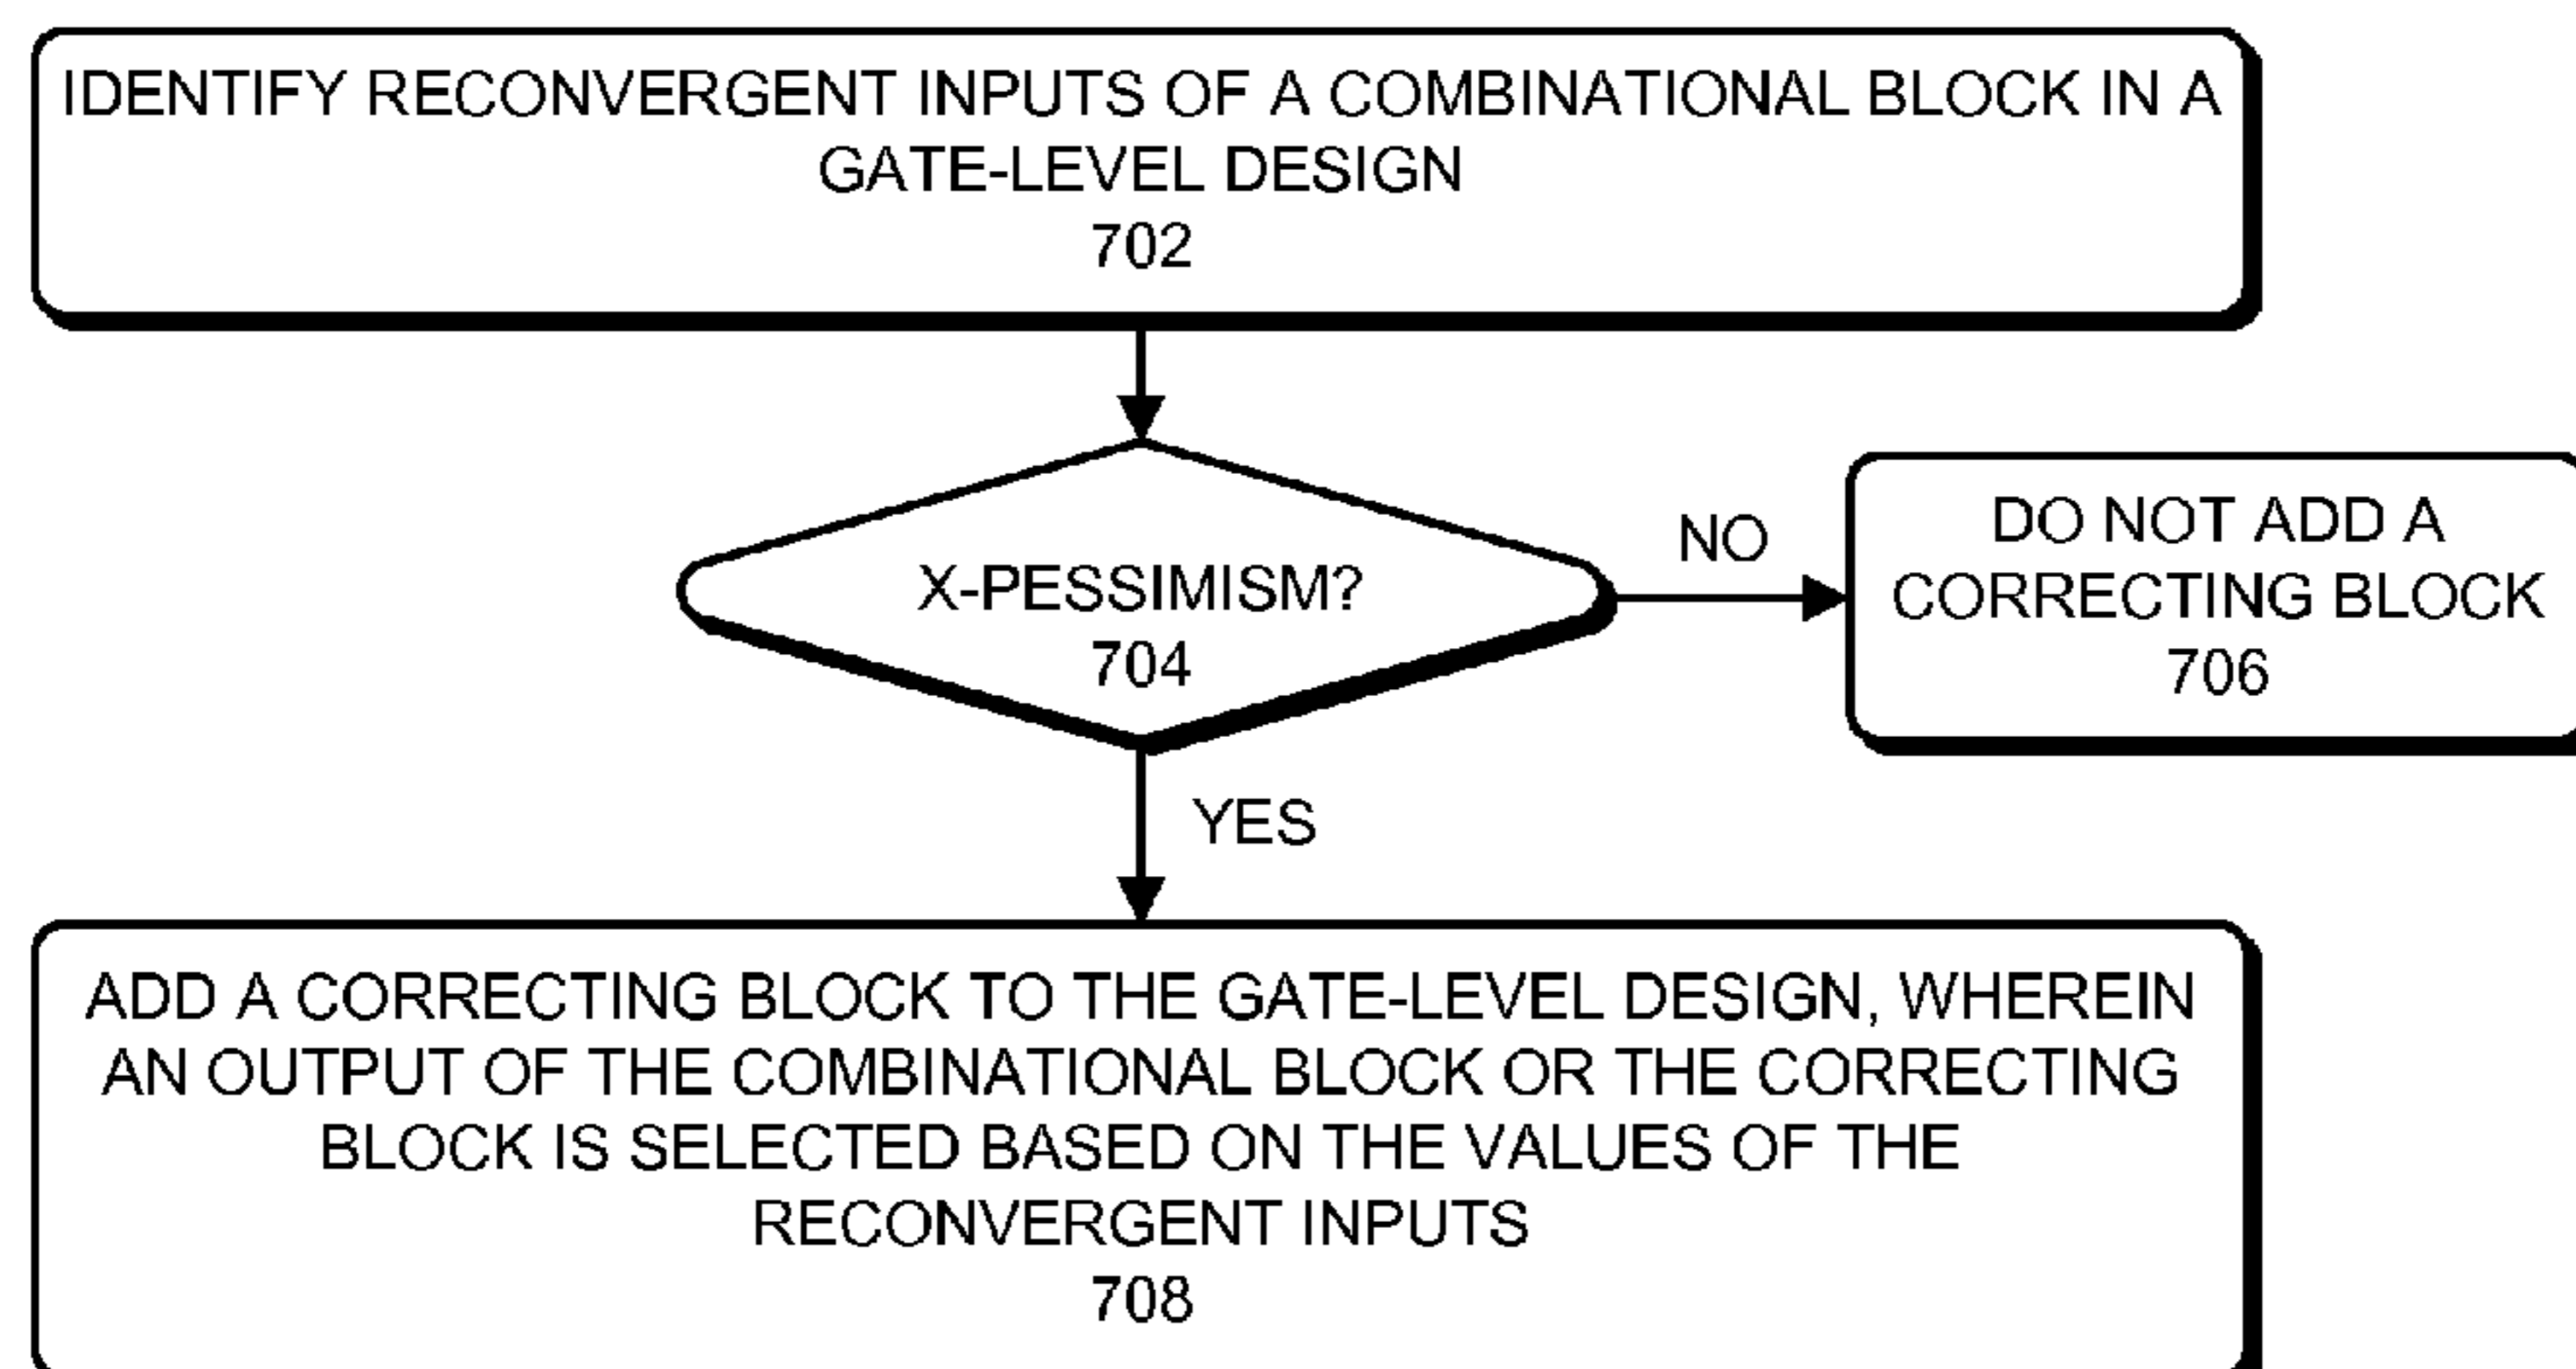 IDENTIFY RECONVERGENT INPUTS OF A COMBINATIONAL BLOCK IN A
GATE-LEVEL DESIGN
702
X-PESSIMISM?
704
NO
DO NOT ADD A
CORRECTING BLOCK
706
YES
ADD A CORRECTING BLOCK TO THE GATE-LEVEL DESIGN, WHEREIN
AN OUTPUT OF THE COMBINATIONAL BLOCK OR THE CORRECTING
BLOCK IS SELECTED BASED ON THE VALUES OF THE
RECONVERGENT INPUTS
708